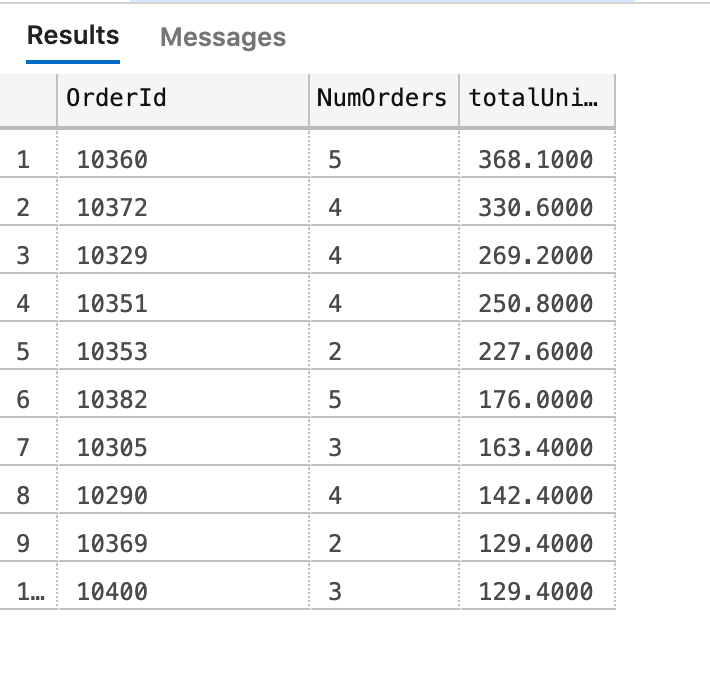 Results Messages
OrderId NumOrders totalUni…
1 10360 5 368.1000
2 10372 4 330.6000
3 10329 4 269.2000
4 10351 4 250.8000
5 10353 2 227.6000
6 10382 5 176.0000
7 10305 3 163.4000
8 10290 4 142.4000
9 10369 2 129.4000
1… 10400 3 129.4000